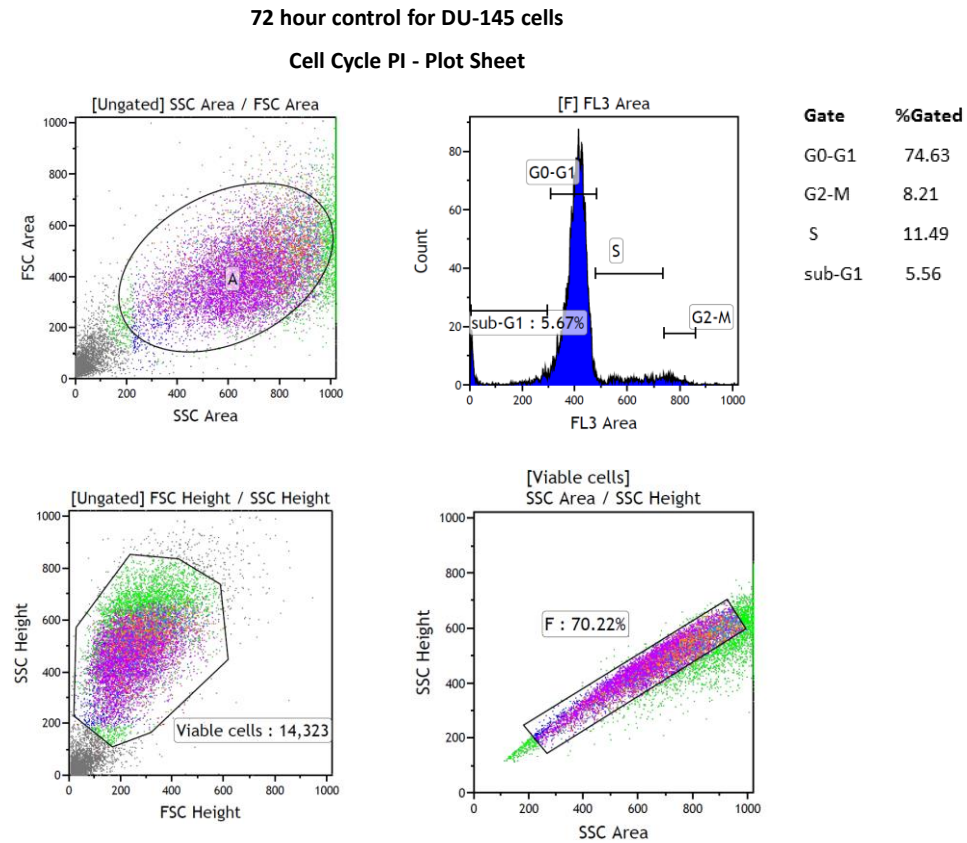 72 hour control for DU-145 cells
Cell Cycle PI - Plot Sheet
[Ungated] SSC Area / FSC Area
1000
800
600
400
200
0
FSC Area
A
0 200 400 600 800 1000
SSC Area
[F] FL3 Area
80
60
40
20
0
Count
G0-G1
S
sub-G1 : 5.67%
G2-M
0 200 400 600 800 1000
FL3 Area
Gate %Gated
G0-G1 74.63
G2-M 8.21
S 11.49
sub-G1 5.56
[Ungated] FSC Height / SSC Height
1000
800
600
400
200
0
SSC Height
Viable cells : 14,323
0 200 400 600 800 1000
FSC Height
[Viable cells]
SSC Area / SSC Height
1000
800
600
400
200
0
SSC Height
F : 70.22%
0 200 400 600 800 1000
SSC Area